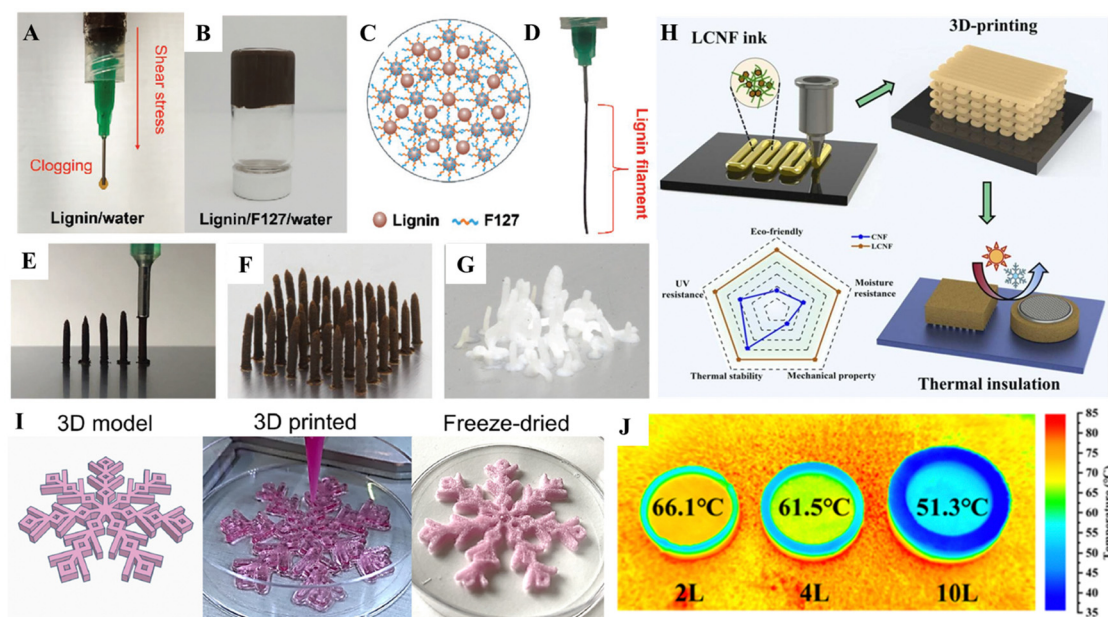 A
Shear stress
Clogging
Lignin/water
B
Lignin/F127/water
C
Lignin F127
D
Lignin filament
E
F
G
H
LCNF ink
3D-printing
Eco-friendly
CNF
LCNF
UV
resistance
Moisture
resistance
Thermal stability
Mechanical property
Thermal insulation
I
3D model
3D printed
Freeze-dried
J
66.1℃
61.5℃
51.3℃
2L
4L
10L
85
80
75
70
65
60
55
50
45
40
35